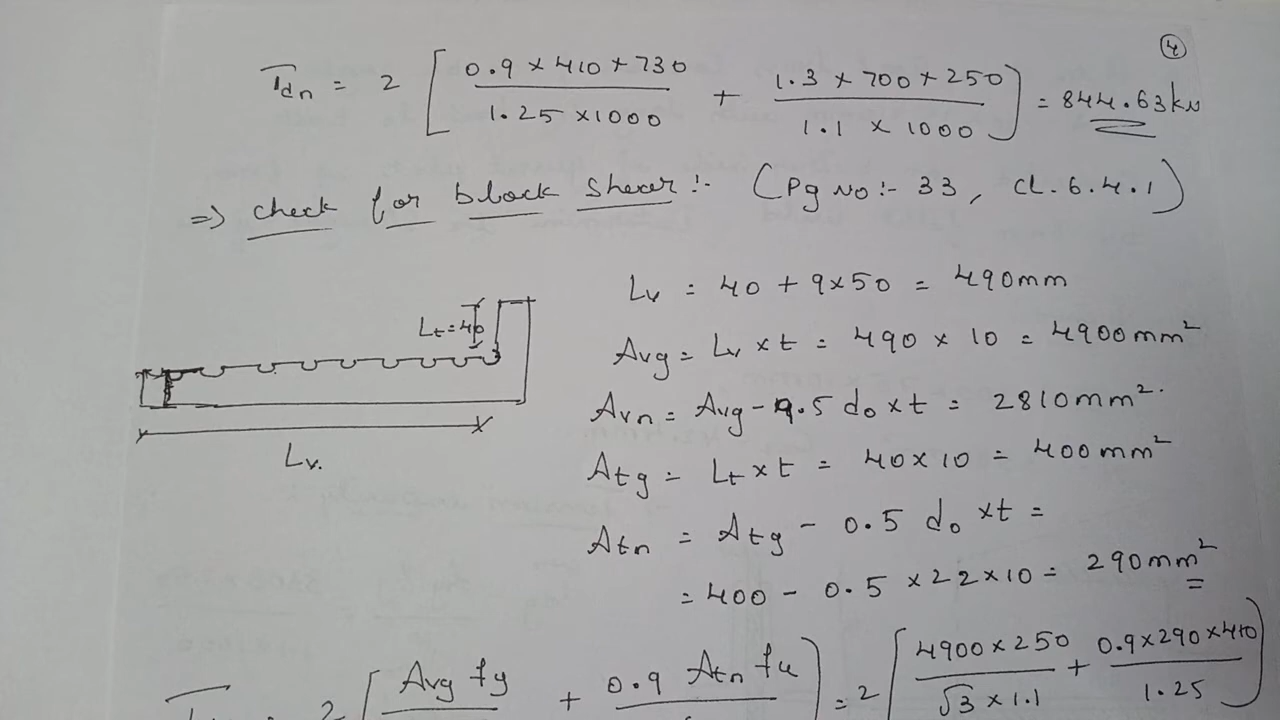 4
Tdn = 2 [ 0.9 × 410 × 730 / 1.25 × 1000 + 1.3 × 700 × 250 / 1.1 × 1000 ] = 844.63 kN
⇒ check for block shear :- (Pg No :- 33, cl. 6.4.1)
Lv = 40 + 9×50 = 490mm
Lt = 40
Avg = Lv × t = 490 × 10 = 4900 mm²
Avn = Avg - 9.5 do × t = 2810 mm².
Lv.
Atg = Lt × t = 40 × 10 = 400 mm²
Atn = Atg - 0.5 do × t =
= 400 - 0.5 × 22 × 10 = 290 mm²
2 [ Avg fy + 0.9 Atn fu ] = 2 [ 4900 × 250 / √3 × 1.1 + 0.9 × 290 × 410 / 1.25 ]